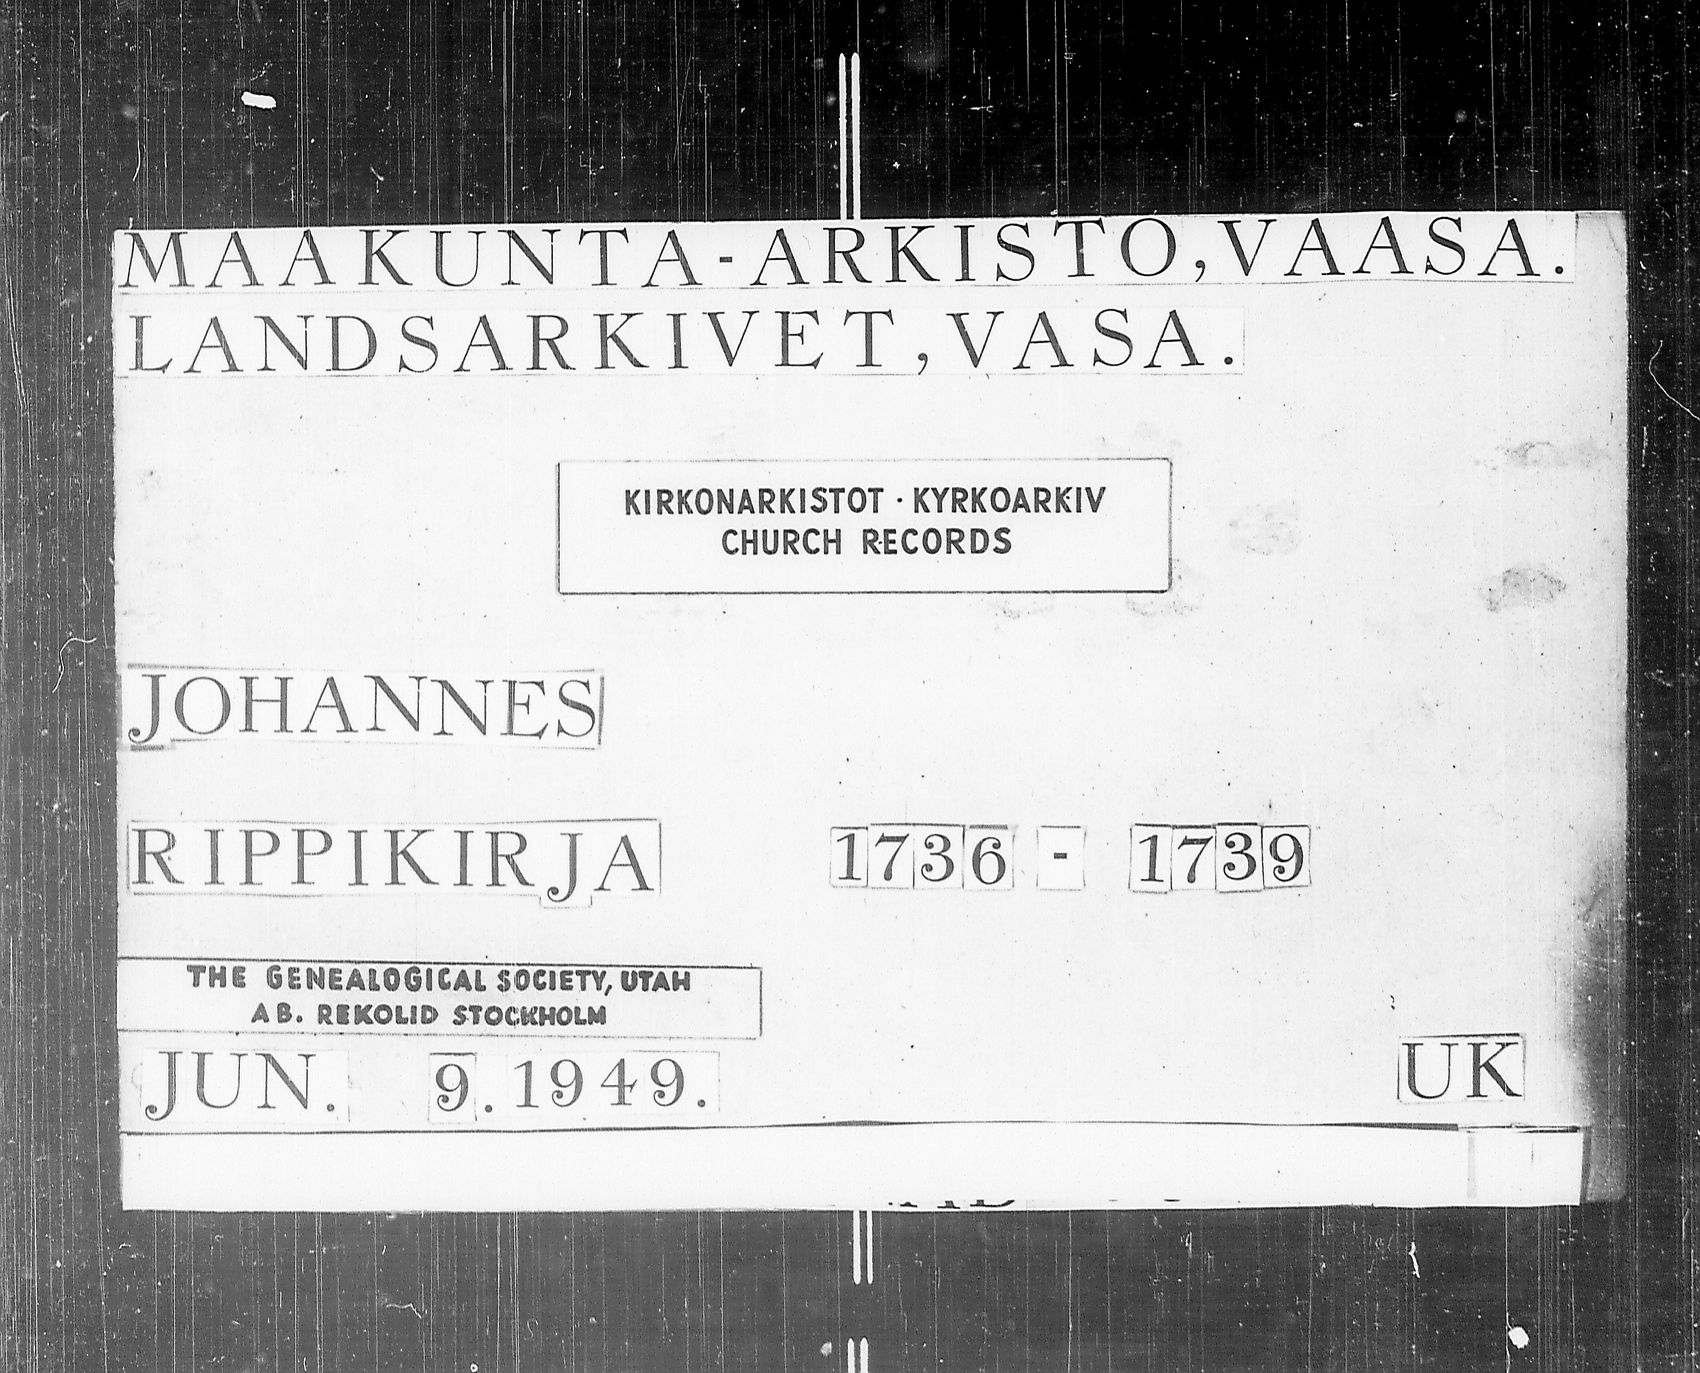 MAAKUNTA-ARKISTO, VAASA.
LANDSARKIVET, VASA.
KIRKONARKISTOT · KYRKOARKIV
CHURCH RECORDS
JOHANNES
RIPPIKIRJA 1736 - 1739
THE GENEALOGICAL SOCIETY, UTAH
AB. REKOLID STOCKHOLM
JUN. 9. 1949. UK